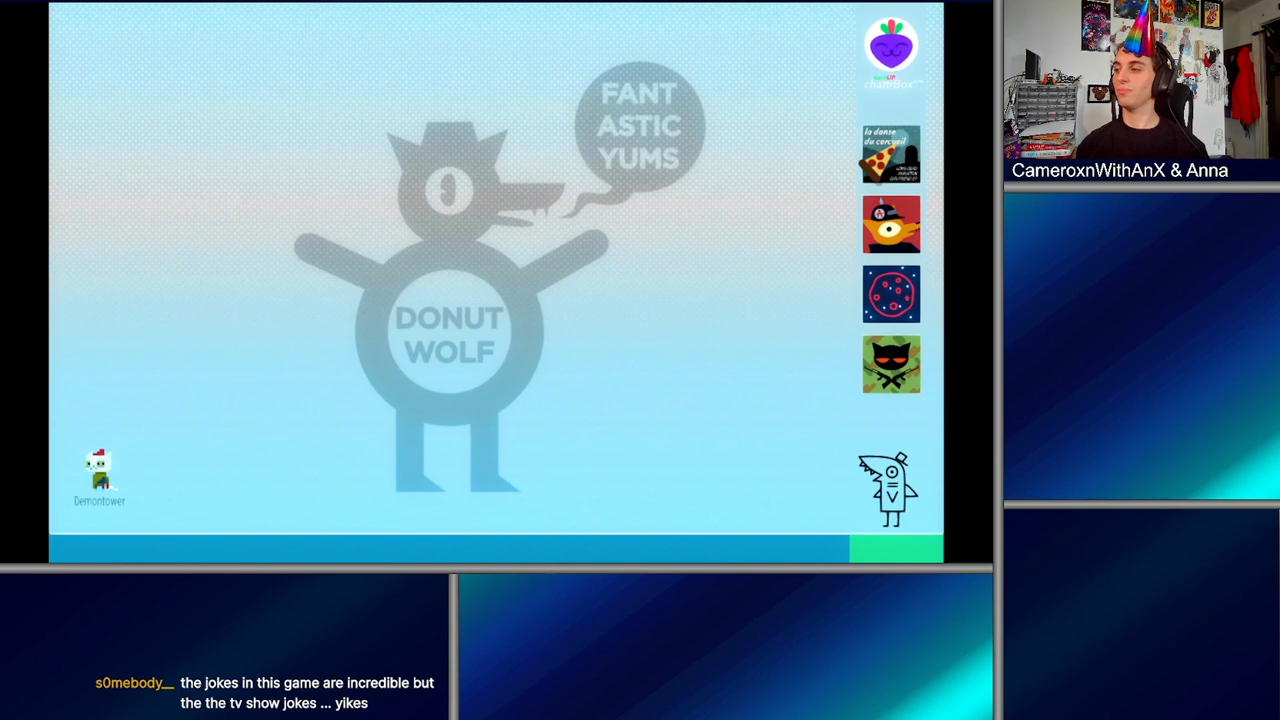 FANT
ASTIC
YUMS
DONUT
WOLF
la danse
du cercueil
Demontower
CameroxnWithAnX & Anna
s0mebody__ the jokes in this game are incredible but
the the tv show jokes ... yikes